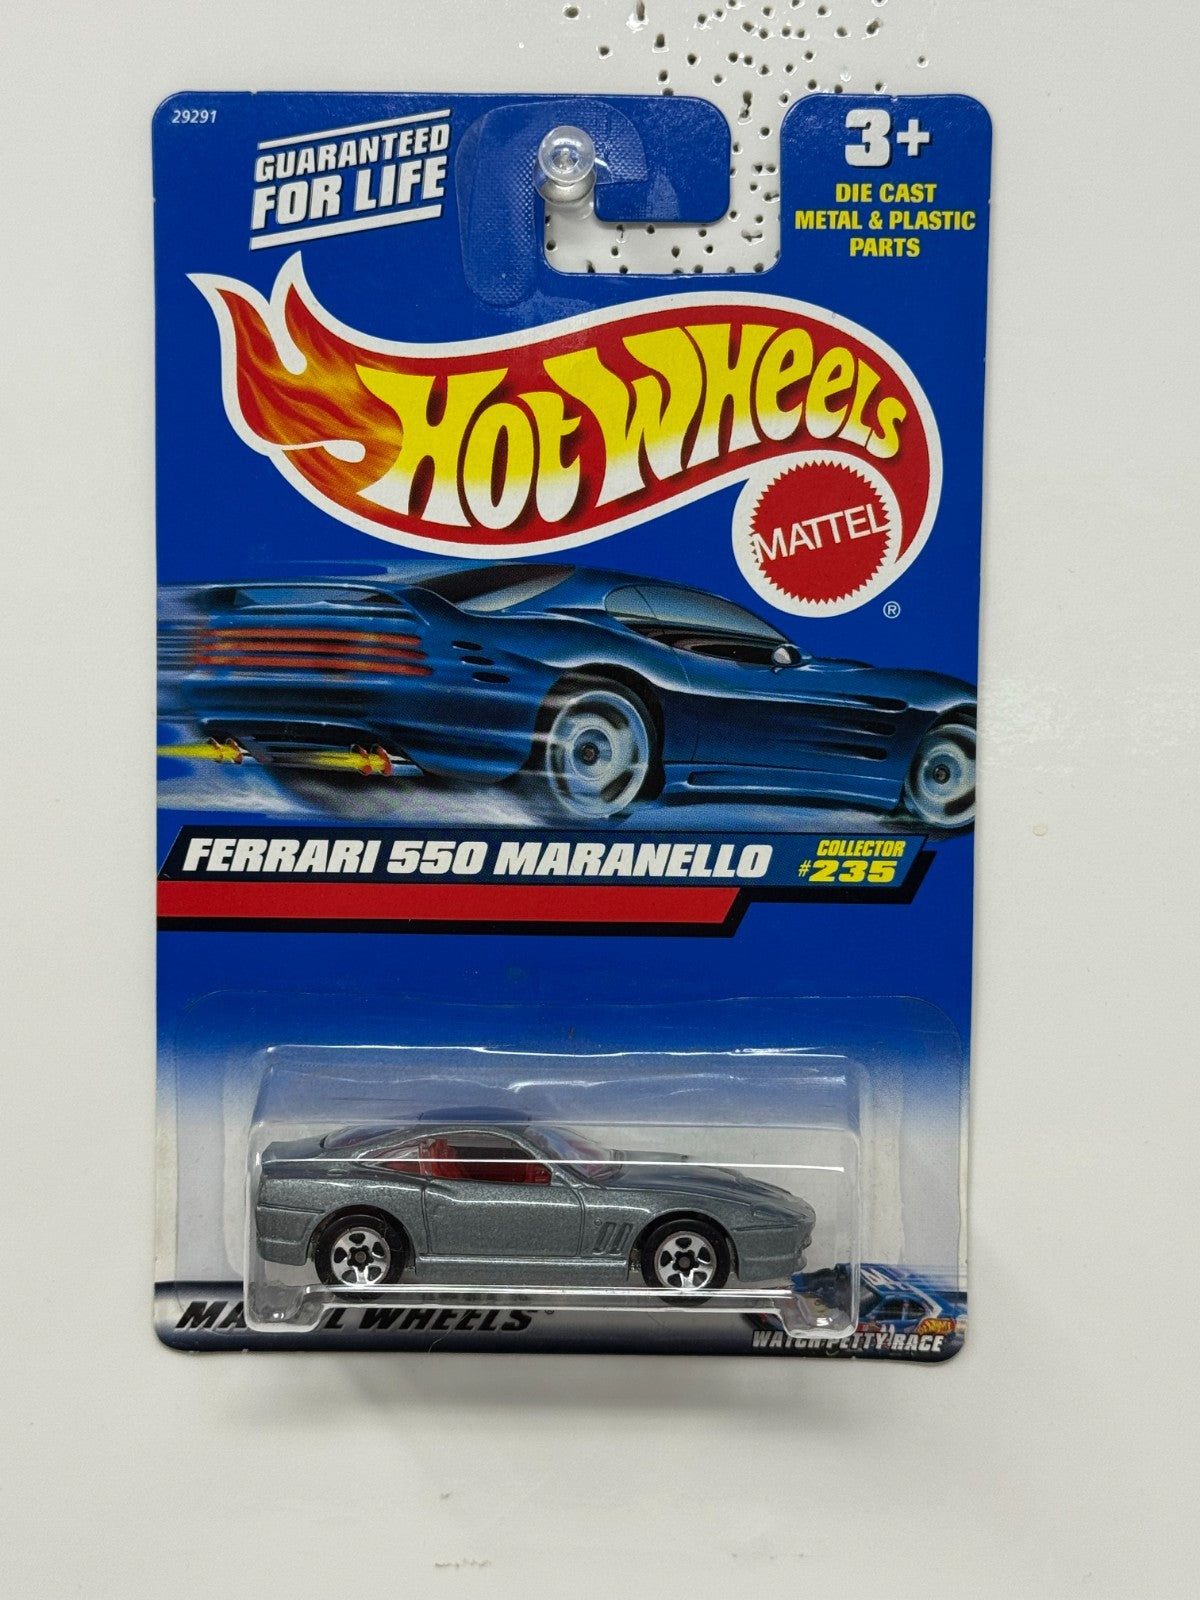 29291
GUARANTEED
FOR LIFE
3+
DIE CAST
METAL & PLASTIC
PARTS
HOT WHEELS
MATTEL
®
FERRARI 550 MARANELLO
COLLECTOR
#235
WHEELS
WATCH PETTY RACE